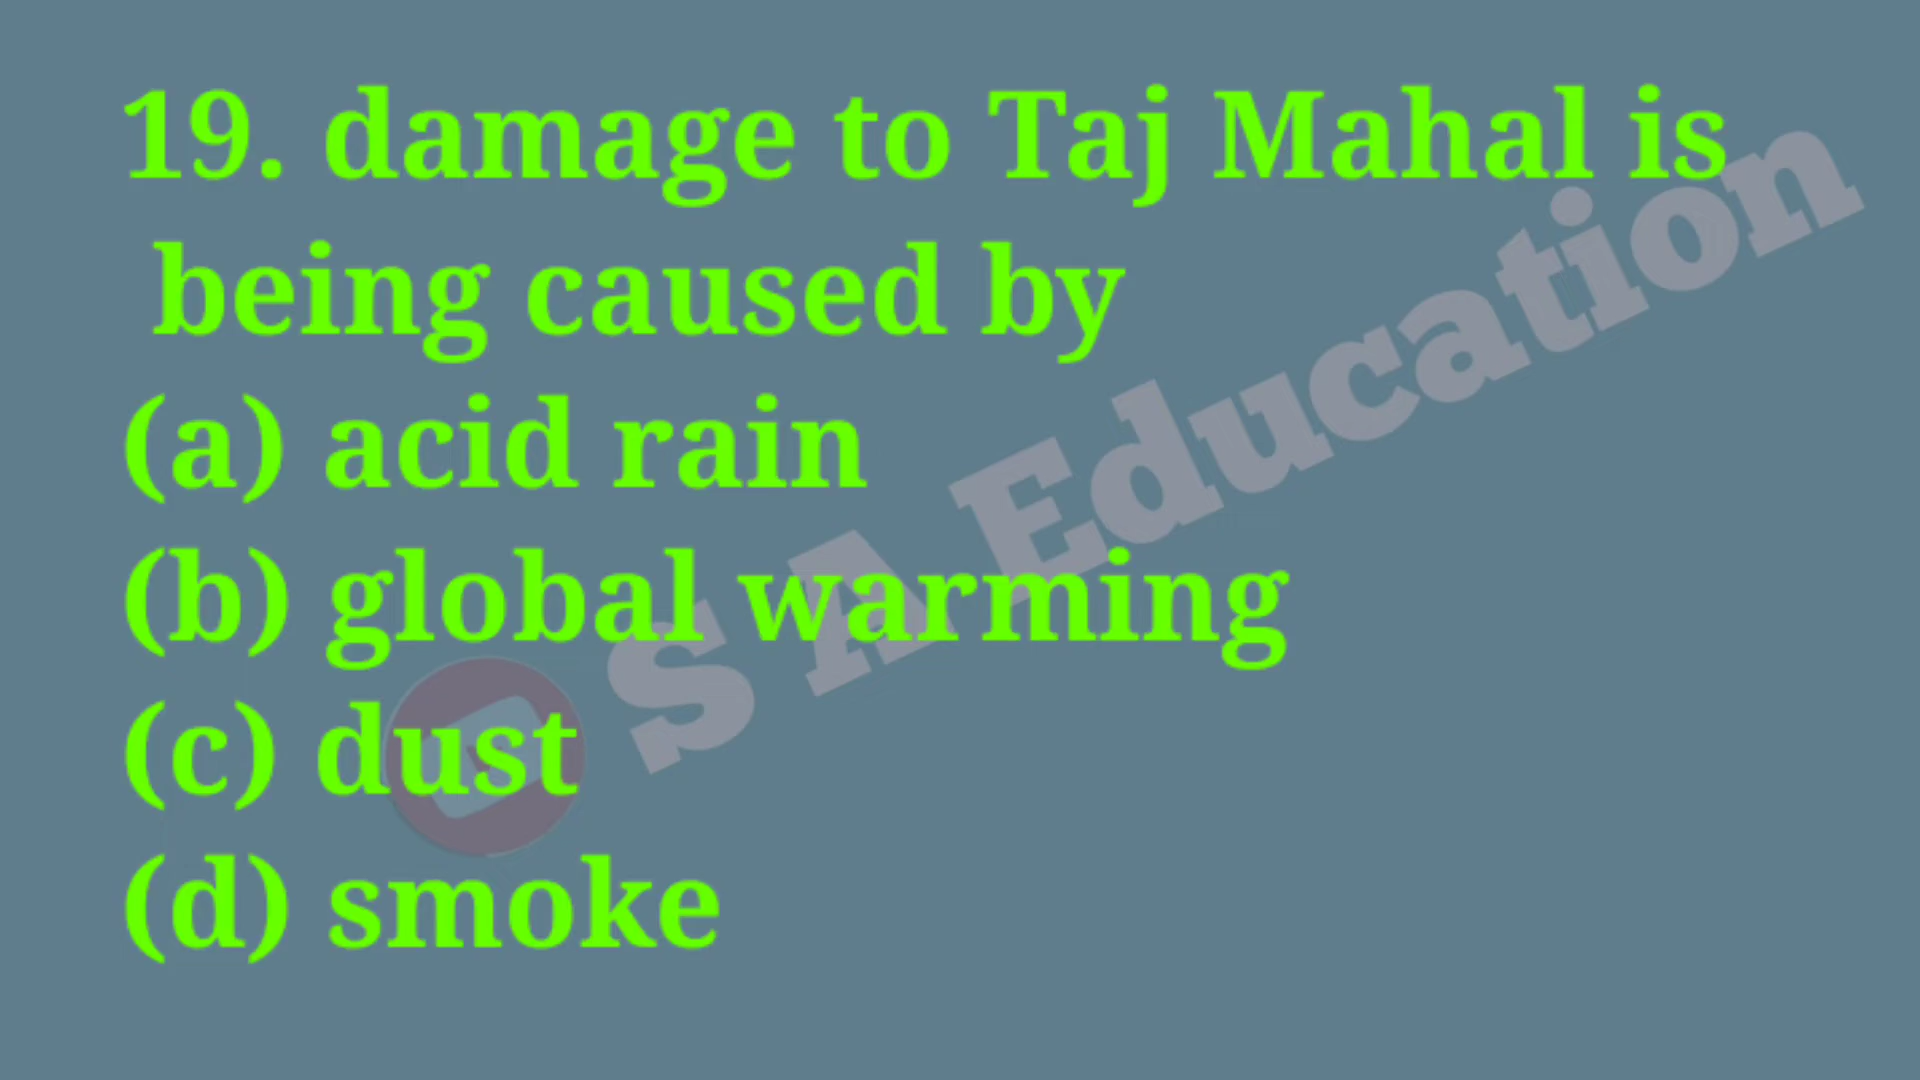 19. damage to Taj Mahal is
being caused by
(a) acid rain
(b) global warming
(c) dust
(d) smoke
S A Education